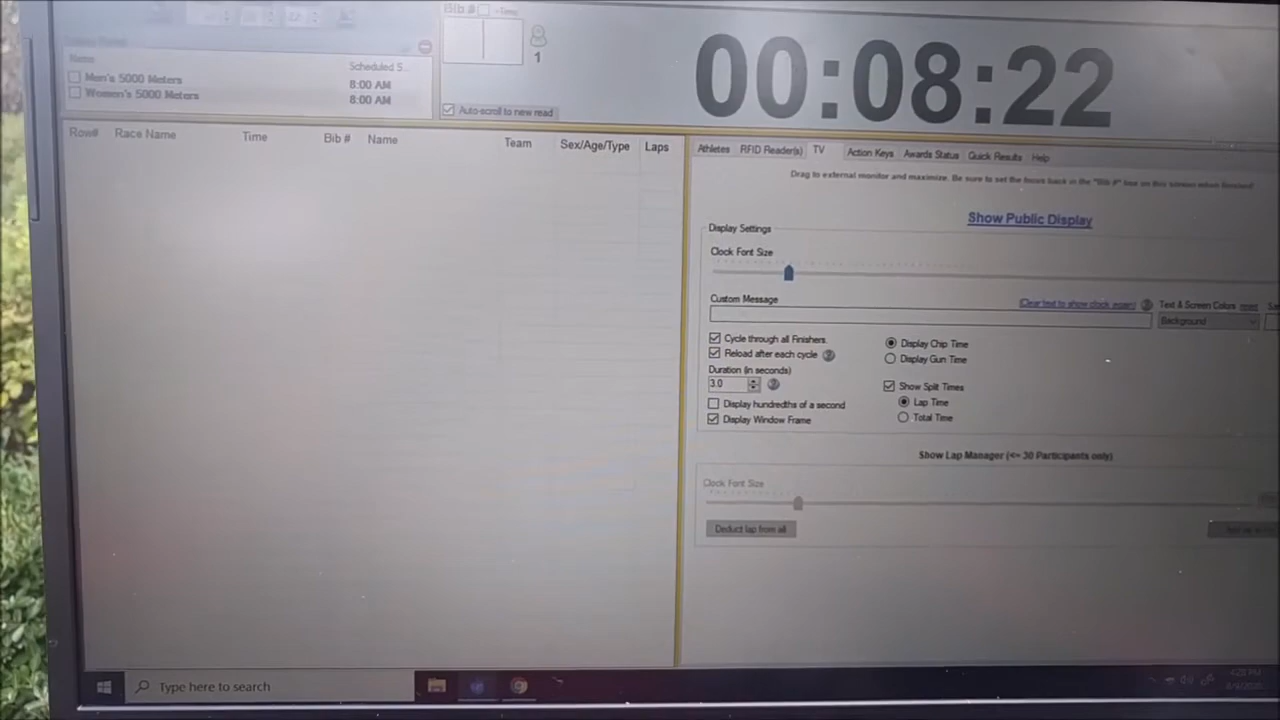 Bib #
1
00:08:22
Name Scheduled S...
Men's 5000 Meters 8:00 AM
Women's 5000 Meters 8:00 AM
Auto-scroll to new read
Row# Race Name Time Bib # Name Team Sex/Age/Type Laps
Athletes RFID Reader(s) TV Action Keys Awards Status Quick Results Help
Drag to external monitor and maximize. Be sure to set the focus back in the "Bib #" box on this screen when finished!
Show Public Display
Display Settings
Clock Font Size
Custom Message (Clear text to show clock again) Text & Screen Colors reset
Background
Cycle through all Finishers.
Reload after each cycle
Duration (in seconds)
3.0
Display hundredths of a second
Display Window Frame
Display Chip Time
Display Gun Time
Show Split Times
Lap Time
Total Time
Show Lap Manager (<= 30 Participants only)
Clock Font Size
Deduct lap from all
Type here to search